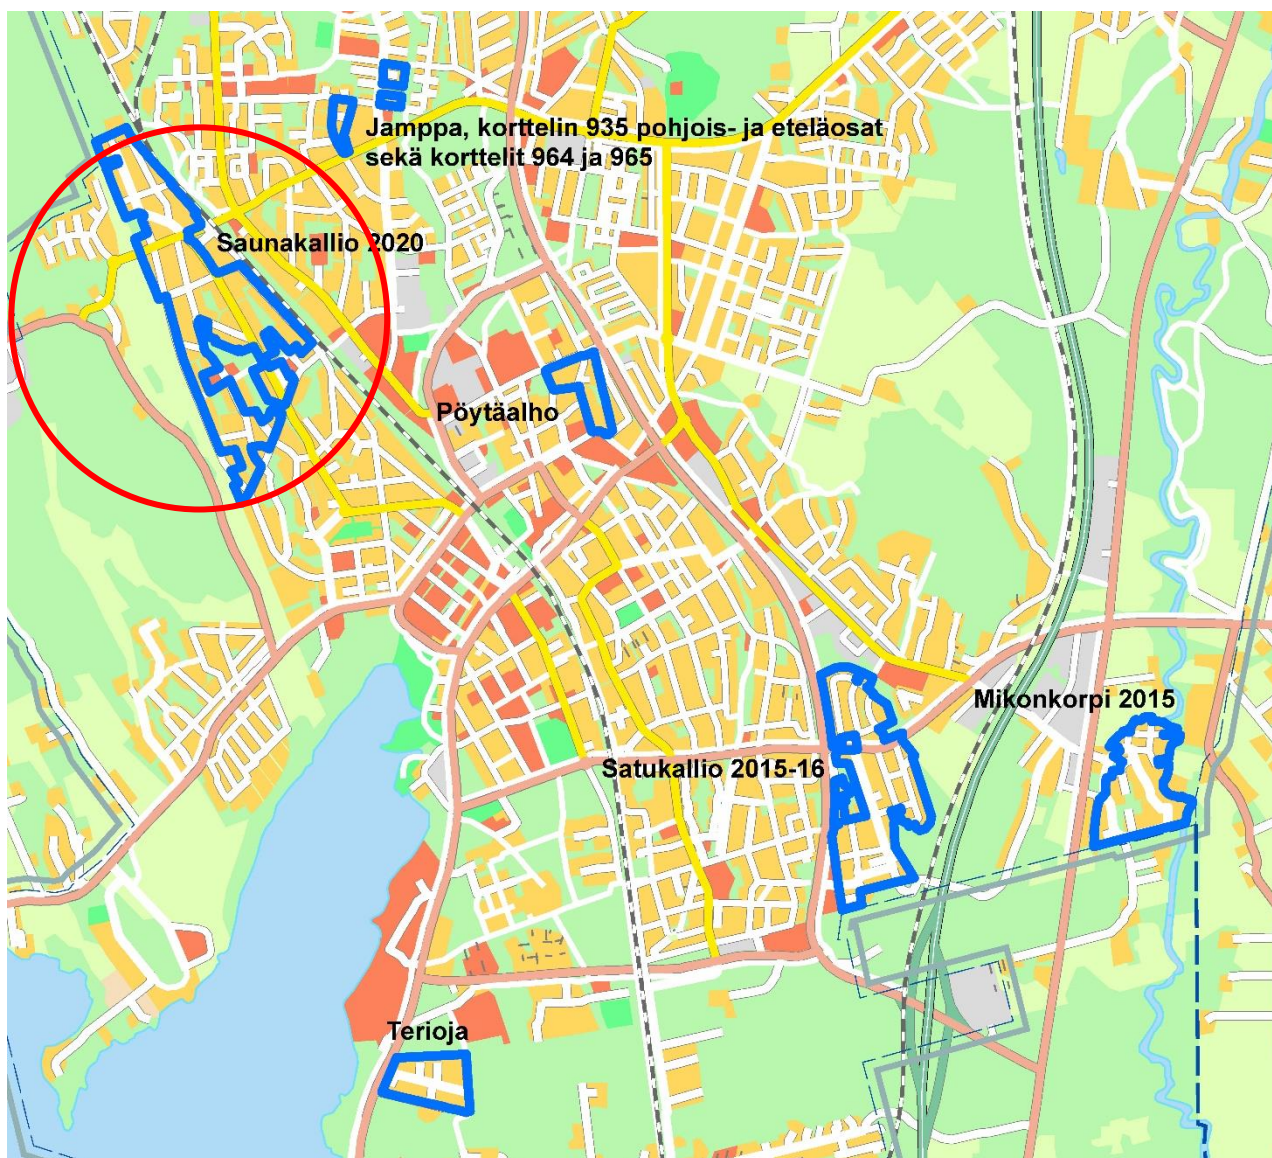 Jamppa, korttelin 935 pohjois- ja eteläosat
sekä korttelit 964 ja 965
Saunakallio 2020
Pöytäalho
Mikonkorpi 2015
Satukallio 2015-16
Terioja